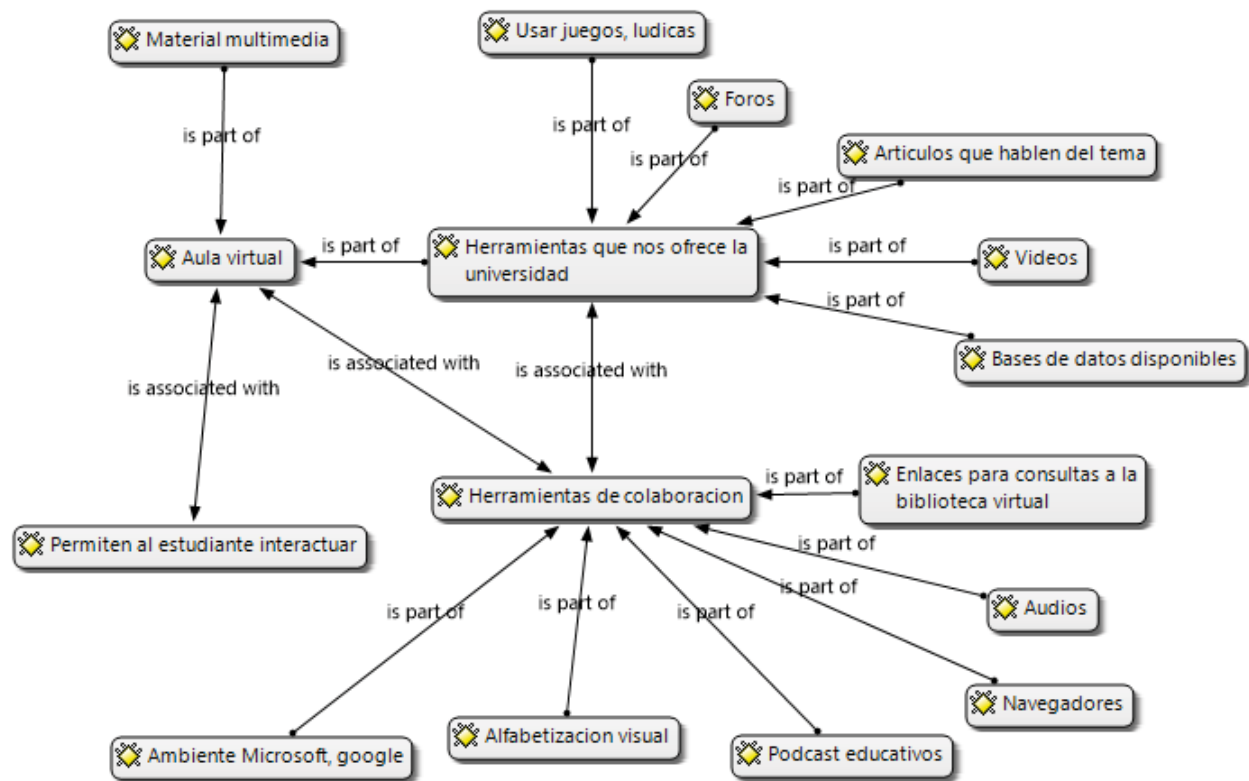 Material multimedia
Usar juegos, ludicas
Foros
is part of
is part of
is part of
Articulos que hablen del tema
is part of
Aula virtual
is part of
Herramientas que nos ofrece la
universidad
is part of
Videos
is part of
Bases de datos disponibles
is associated with
is associated with
is associated with
Herramientas de colaboracion
is part of
Enlaces para consultas a la
biblioteca virtual
Permiten al estudiante interactuar
is part of
is part of
is part of
is part of
is part of
Audios
Navegadores
Ambiente Microsoft, google
Alfabetizacion visual
Podcast educativos